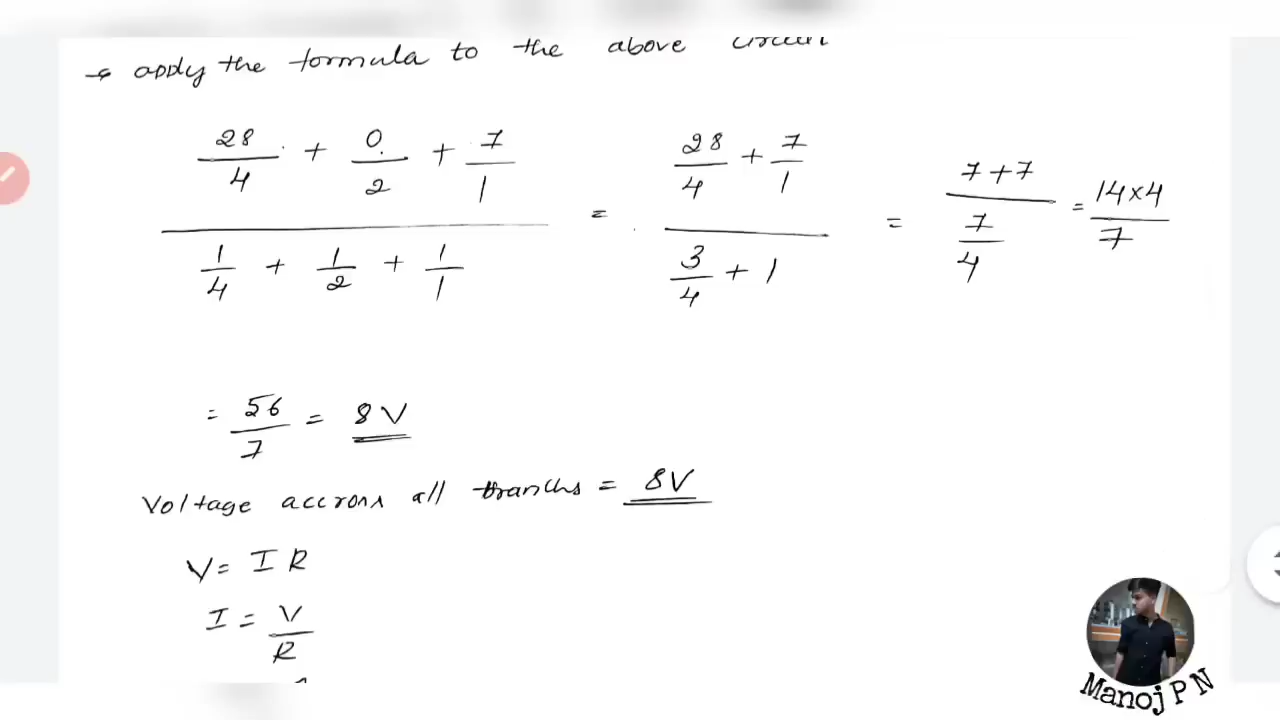 → apply the formula to the above circuit
28/4 + 0/2 + 7/1 / 1/4 + 1/2 + 1/1 = 28/4 + 7/1 / 3/4 + 1 = 7+7 / 7/4 = 14×4/7
= 56/7 = 8V
Voltage accross all branchs = 8V
V = I R
I = V/R
Manoj P N